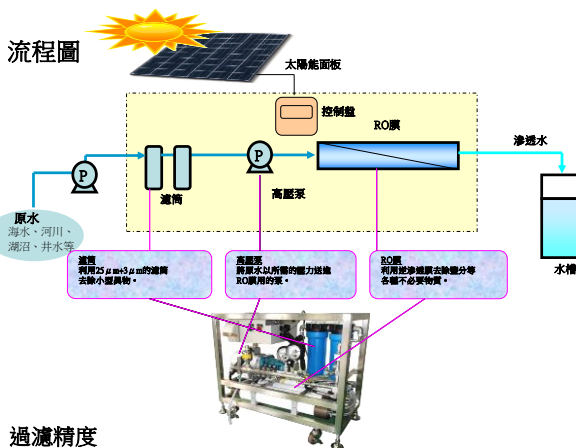 流程圖
太陽能面板
控制盤
RO膜
滲透水
P
P
濾筒
高壓泵
原水
海水、河川、
湖沼、井水等
濾筒
利用25μm+3μm的濾筒
去除小型異物。
高壓泵
將原水以所需的壓力送進
RO膜用的泵。
RO膜
利用逆滲透膜去除鹽分等
各種不必要物質。
水槽
過濾精度